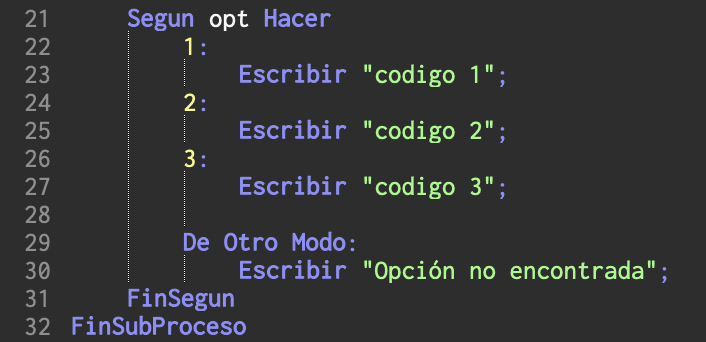 21 Segun opt Hacer
22 1:
23 Escribir "codigo 1";
24 2:
25 Escribir "codigo 2";
26 3:
27 Escribir "codigo 3";
28
29 De Otro Modo:
30 Escribir "Opción no encontrada";
31 FinSegun
32 FinSubProceso